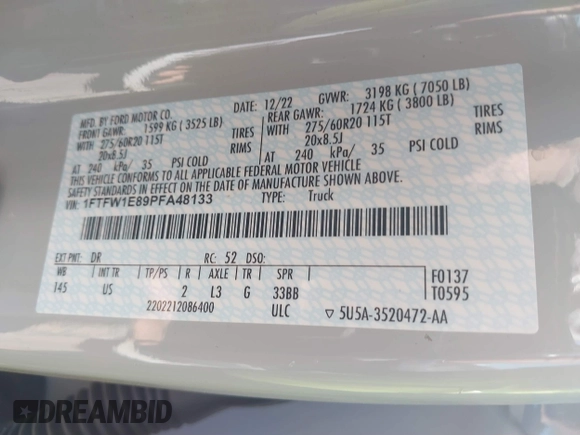 MFD. BY FORD MOTOR CO.
DATE: 12/22 GVWR: 3198 KG ( 7050 LB)
FRONT GAWR: 1599 KG ( 3525 LB)
REAR GAWR: 1724 KG ( 3800 LB)
WITH 275/60R20 115T TIRES
WITH 275/60R20 115T TIRES
20x8.5J RIMS
20x8.5J RIMS
AT 240 kPa/ 35 PSI COLD
AT 240 kPa/ 35 PSI COLD
THIS VEHICLE CONFORMS TO ALL APPLICABLE FEDERAL MOTOR VEHICLE
SAFETY STANDARDS IN EFFECT ON THE DATE OF MANUFACTURE SHOWN ABOVE.
VIN: 1FTFW1E89PFA48133 TYPE: Truck
EXT PNT: DR RC: 52 DSO:
WB INT TR TP/PS R AXLE TR SPR
145 US 2 L3 G 33BB
F0137
T0595
2202212086400 ULC
▽ 5U5A-3520472-AA
DREAMBID